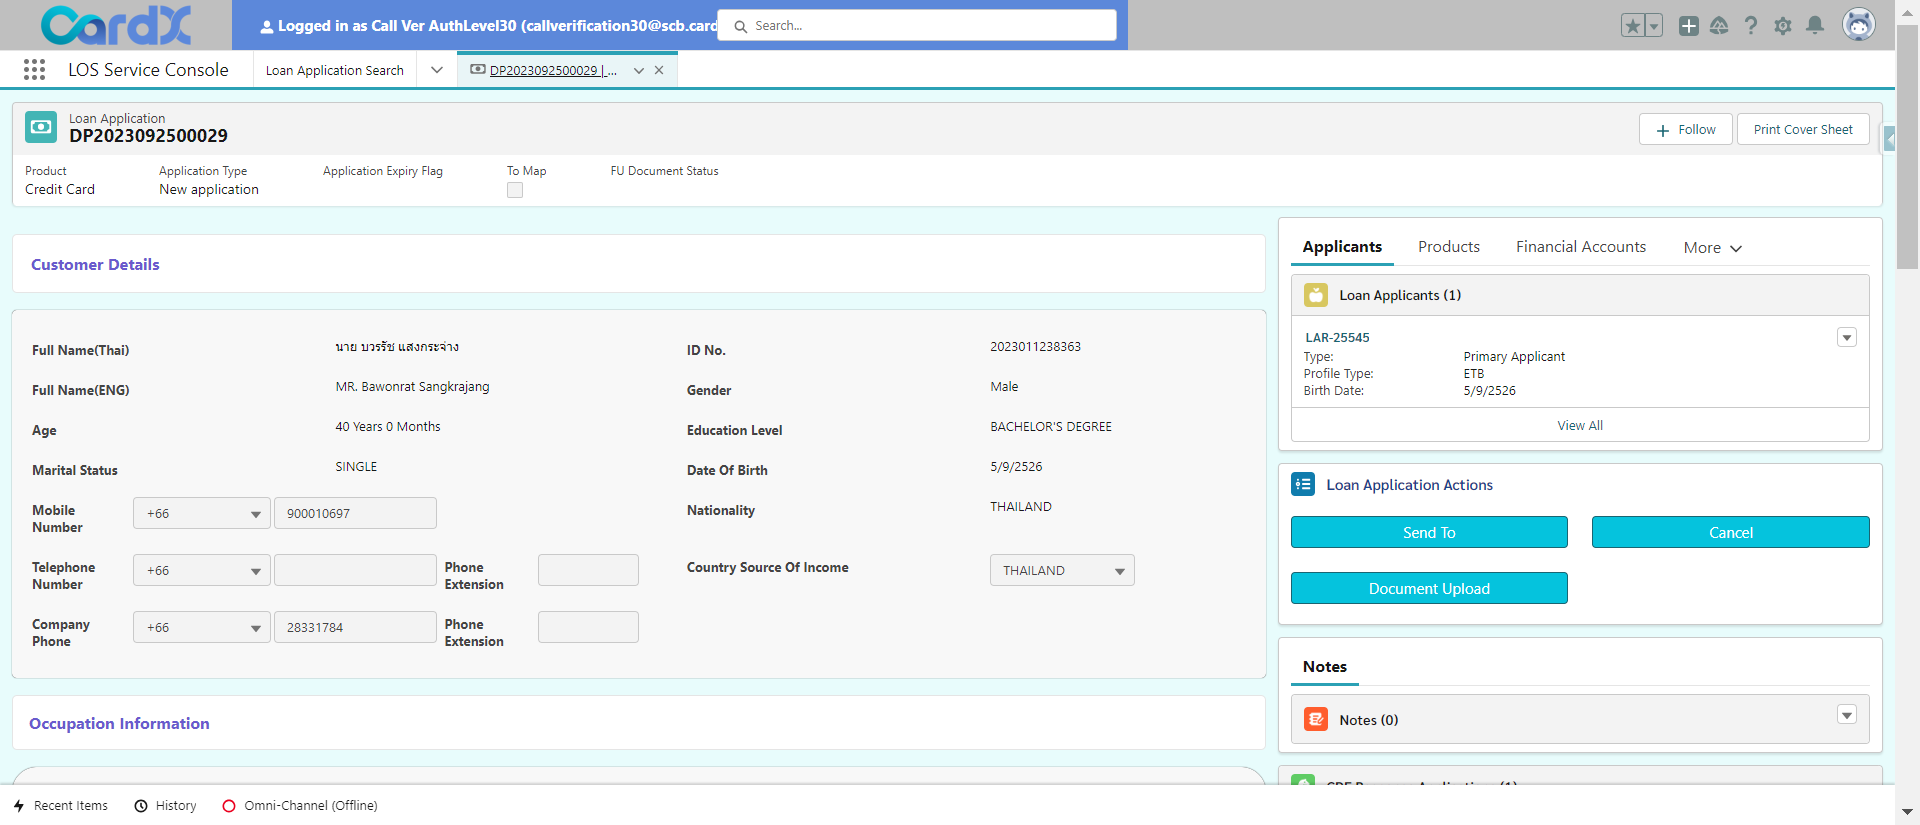 CardX
Logged in as Call Ver AuthLevel30 (callverification30@scb.card
Search...
LOS Service Console
Loan Application Search
DP2023092500029 | ...
Loan Application
DP2023092500029
Follow
Print Cover Sheet
Product
Application Type
Application Expiry Flag
To Map
FU Document Status
Credit Card
New application
Customer Details
Full Name(Thai)
นาย บวรรัช แสงกระจ่าง
ID No.
2023011238363
Full Name(ENG)
MR. Bawonrat Sangkrajang
Gender
Male
Age
40 Years 0 Months
Education Level
BACHELOR'S DEGREE
Marital Status
SINGLE
Date Of Birth
5/9/2526
Mobile
Number
+66
900010697
Nationality
THAILAND
Telephone
Number
+66
Phone
Extension
Country Source Of Income
THAILAND
Company
Phone
+66
28331784
Phone
Extension
Occupation Information
Applicants
Products
Financial Accounts
More
Loan Applicants (1)
LAR-25545
Type:
Primary Applicant
Profile Type:
ETB
Birth Date:
5/9/2526
View All
Loan Application Actions
Send To
Cancel
Document Upload
Notes
Notes (0)
Recent Items
History
Omni-Channel (Offline)